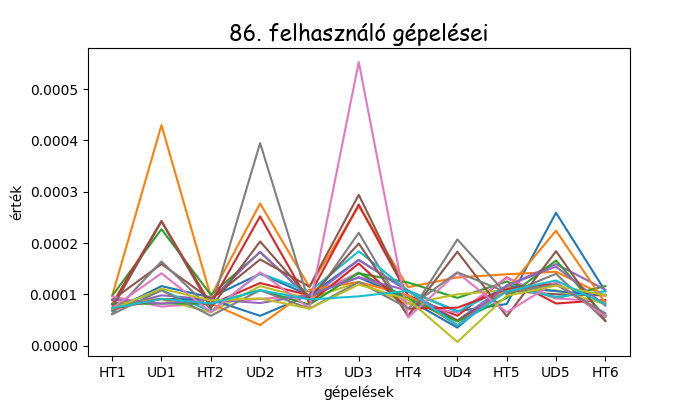 86. felhasználó gépelései
0.0005
0.0004
0.0003
0.0002
0.0001
0.0000
érték
HT1 UD1 HT2 UD2 HT3 UD3 HT4 UD4 HT5 UD5 HT6
gépelések